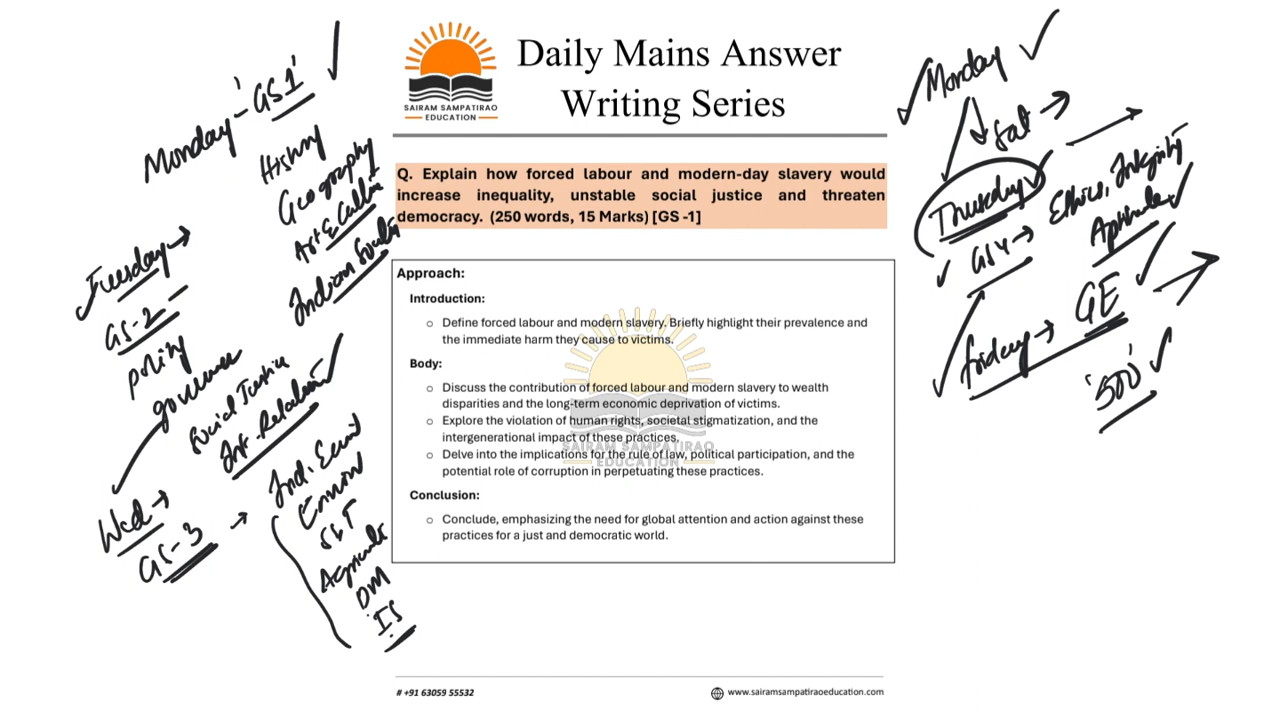 Monday - 'GS1'
History
Geography
Art & Culture
Indian Society
Tuesday →
GS-2
polity
governance
Social Justice
Int. Relation
Wed →
GS-3 →
Ind. Econ
Environ
S&T
Agricult
DM
IS
SAIRAM SAMPATIRAO
EDUCATION
Daily Mains Answer
Writing Series
Q. Explain how forced labour and modern-day slavery would
increase inequality, unstable social justice and threaten
democracy. (250 words, 15 Marks) [GS -1]
Approach:
Introduction:
○ Define forced labour and modern slavery. Briefly highlight their prevalence and
the immediate harm they cause to victims.
Body:
○ Discuss the contribution of forced labour and modern slavery to wealth
disparities and the long-term economic deprivation of victims.
○ Explore the violation of human rights, societal stigmatization, and the
intergenerational impact of these practices.
○ Delve into the implications for the rule of law, political participation, and the
potential role of corruption in perpetuating these practices.
Conclusion:
○ Conclude, emphasizing the need for global attention and action against these
practices for a just and democratic world.
SAIRAM SAMPATIRAO
EDUCATION
# +91 63059 55532
www.sairamsampatiraoeducation.com
Monday
Sat →
Thursday
GS4 → Ethics, Integrity
Aptitude
Friday → GE
'500'